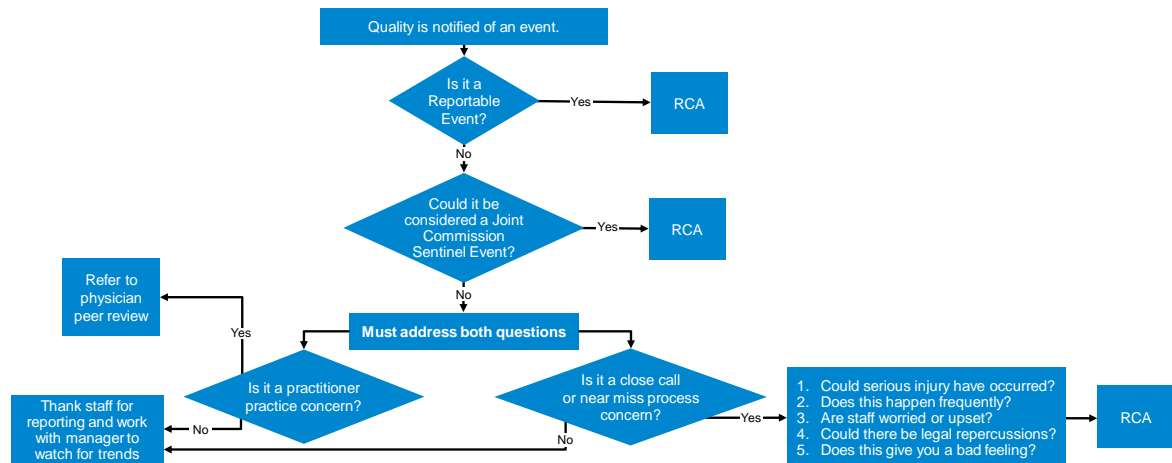 Quality is notified of an event.
Is it a
Reportable
Event?
Yes
RCA
No
Could it be
considered a Joint
Commission
Sentinel Event?
Yes
RCA
No
Refer to
physician
peer review
Yes
Must address both questions
Is it a practitioner
practice concern?
Is it a close call
or near miss process
concern?
Thank staff for
reporting and work
with manager to
watch for trends
No
No
Yes
1. Could serious injury have occurred?
2. Does this happen frequently?
3. Are staff worried or upset?
4. Could there be legal repercussions?
5. Does this give you a bad feeling?
RCA